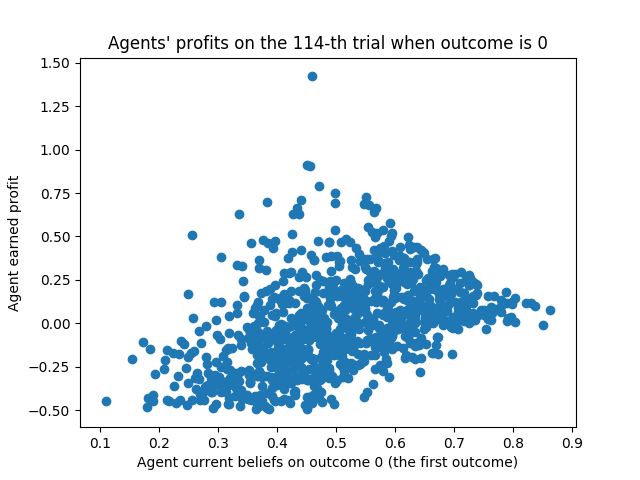 Agents' profits on the 114-th trial when outcome is 0
1.50
1.25
1.00
0.75
0.50
0.25
0.00
−0.25
−0.50
Agent earned profit
0.1 0.2 0.3 0.4 0.5 0.6 0.7 0.8 0.9
Agent current beliefs on outcome 0 (the first outcome)